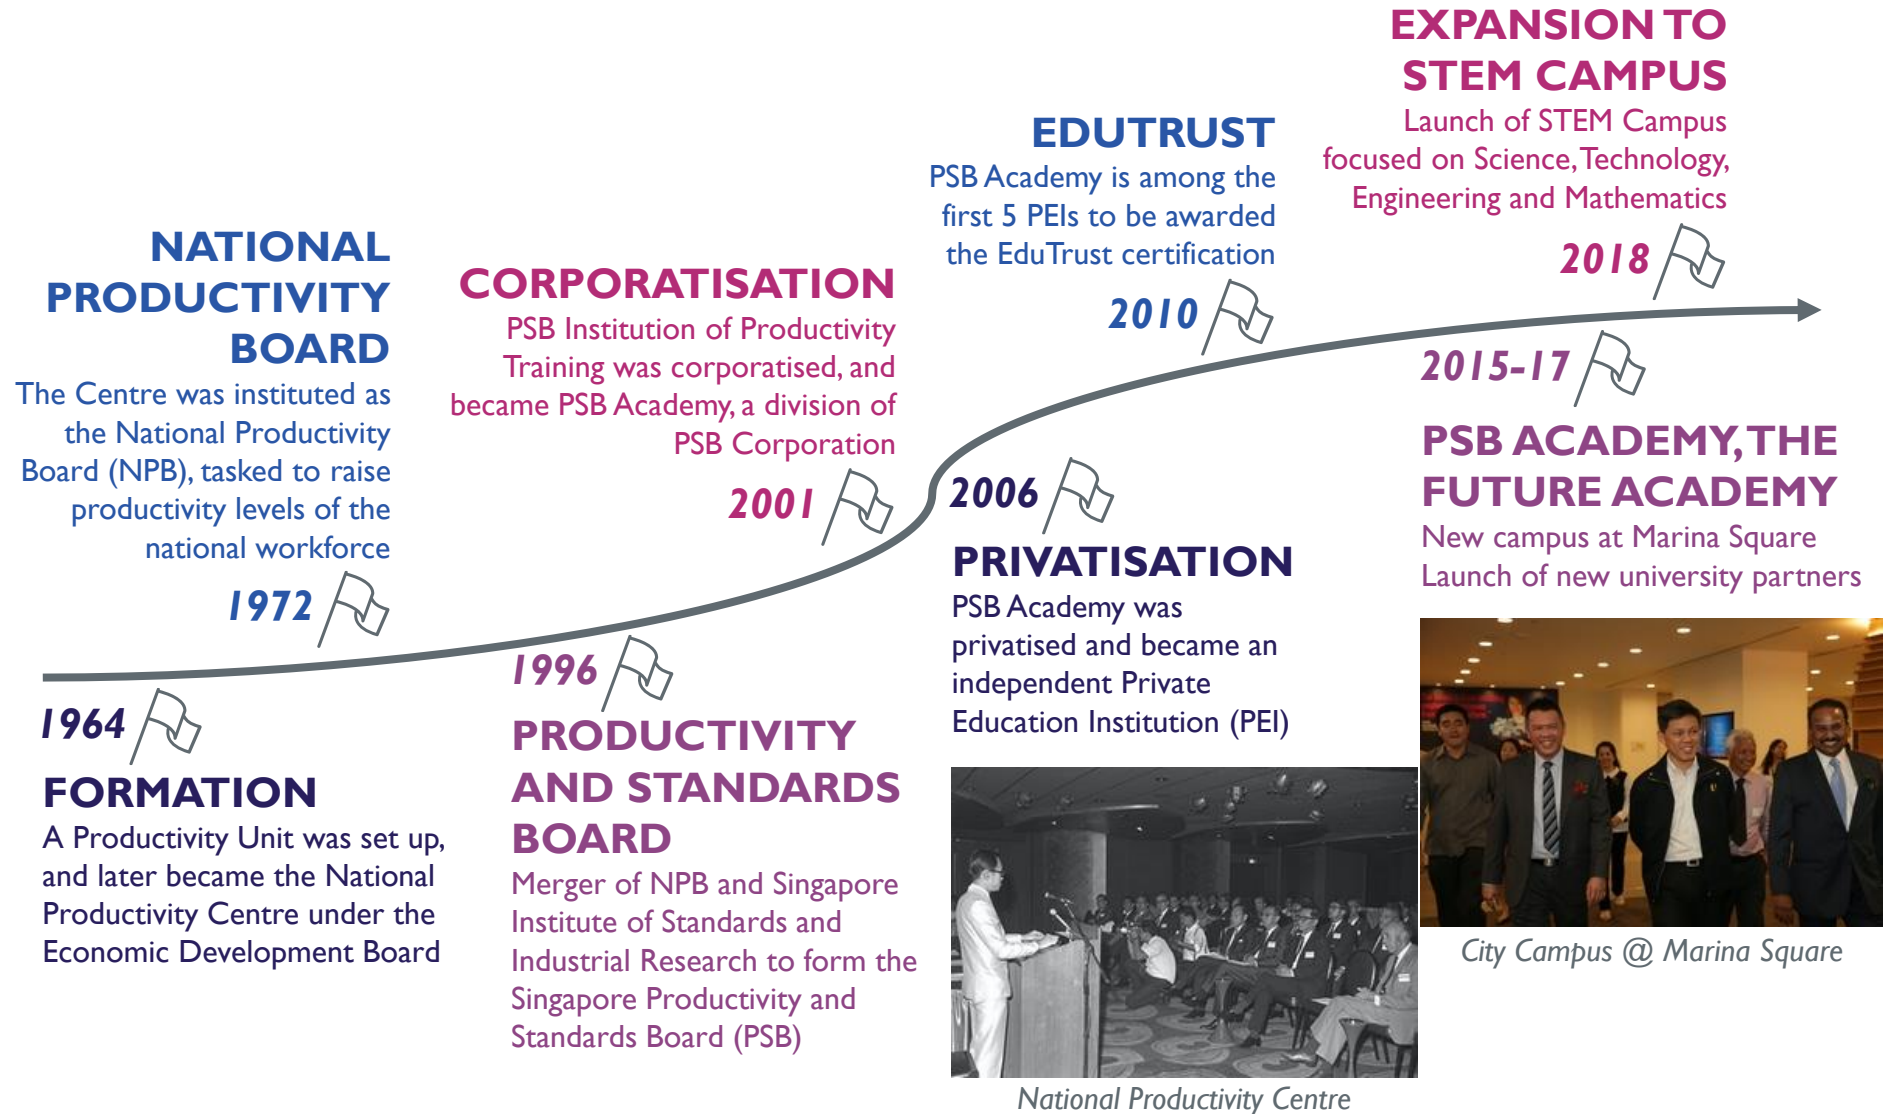 1964
FORMATION
A Productivity Unit was set up,
and later became the National
Productivity Centre under the
Economic Development Board
NATIONAL
PRODUCTIVITY
BOARD
The Centre was instituted as
the National Productivity
Board (NPB), tasked to raise
productivity levels of the
national workforce
1972
1996
PRODUCTIVITY
AND STANDARDS
BOARD
Merger of NPB and Singapore
Institute of Standards and
Industrial Research to form the
Singapore Productivity and
Standards Board (PSB)
CORPORATISATION
PSB Institution of Productivity
Training was corporatised, and
became PSB Academy, a division of
PSB Corporation
2001
2006
PRIVATISATION
PSB Academy was
privatised and became an
independent Private
Education Institution (PEI)
National Productivity Centre
EDUTRUST
PSB Academy is among the
first 5 PEIs to be awarded
the EduTrust certification
2010
2015-17
PSB ACADEMY, THE
FUTURE ACADEMY
New campus at Marina Square
Launch of new university partners
City Campus @ Marina Square
EXPANSION TO
STEM CAMPUS
Launch of STEM Campus
focused on Science, Technology,
Engineering and Mathematics
2018